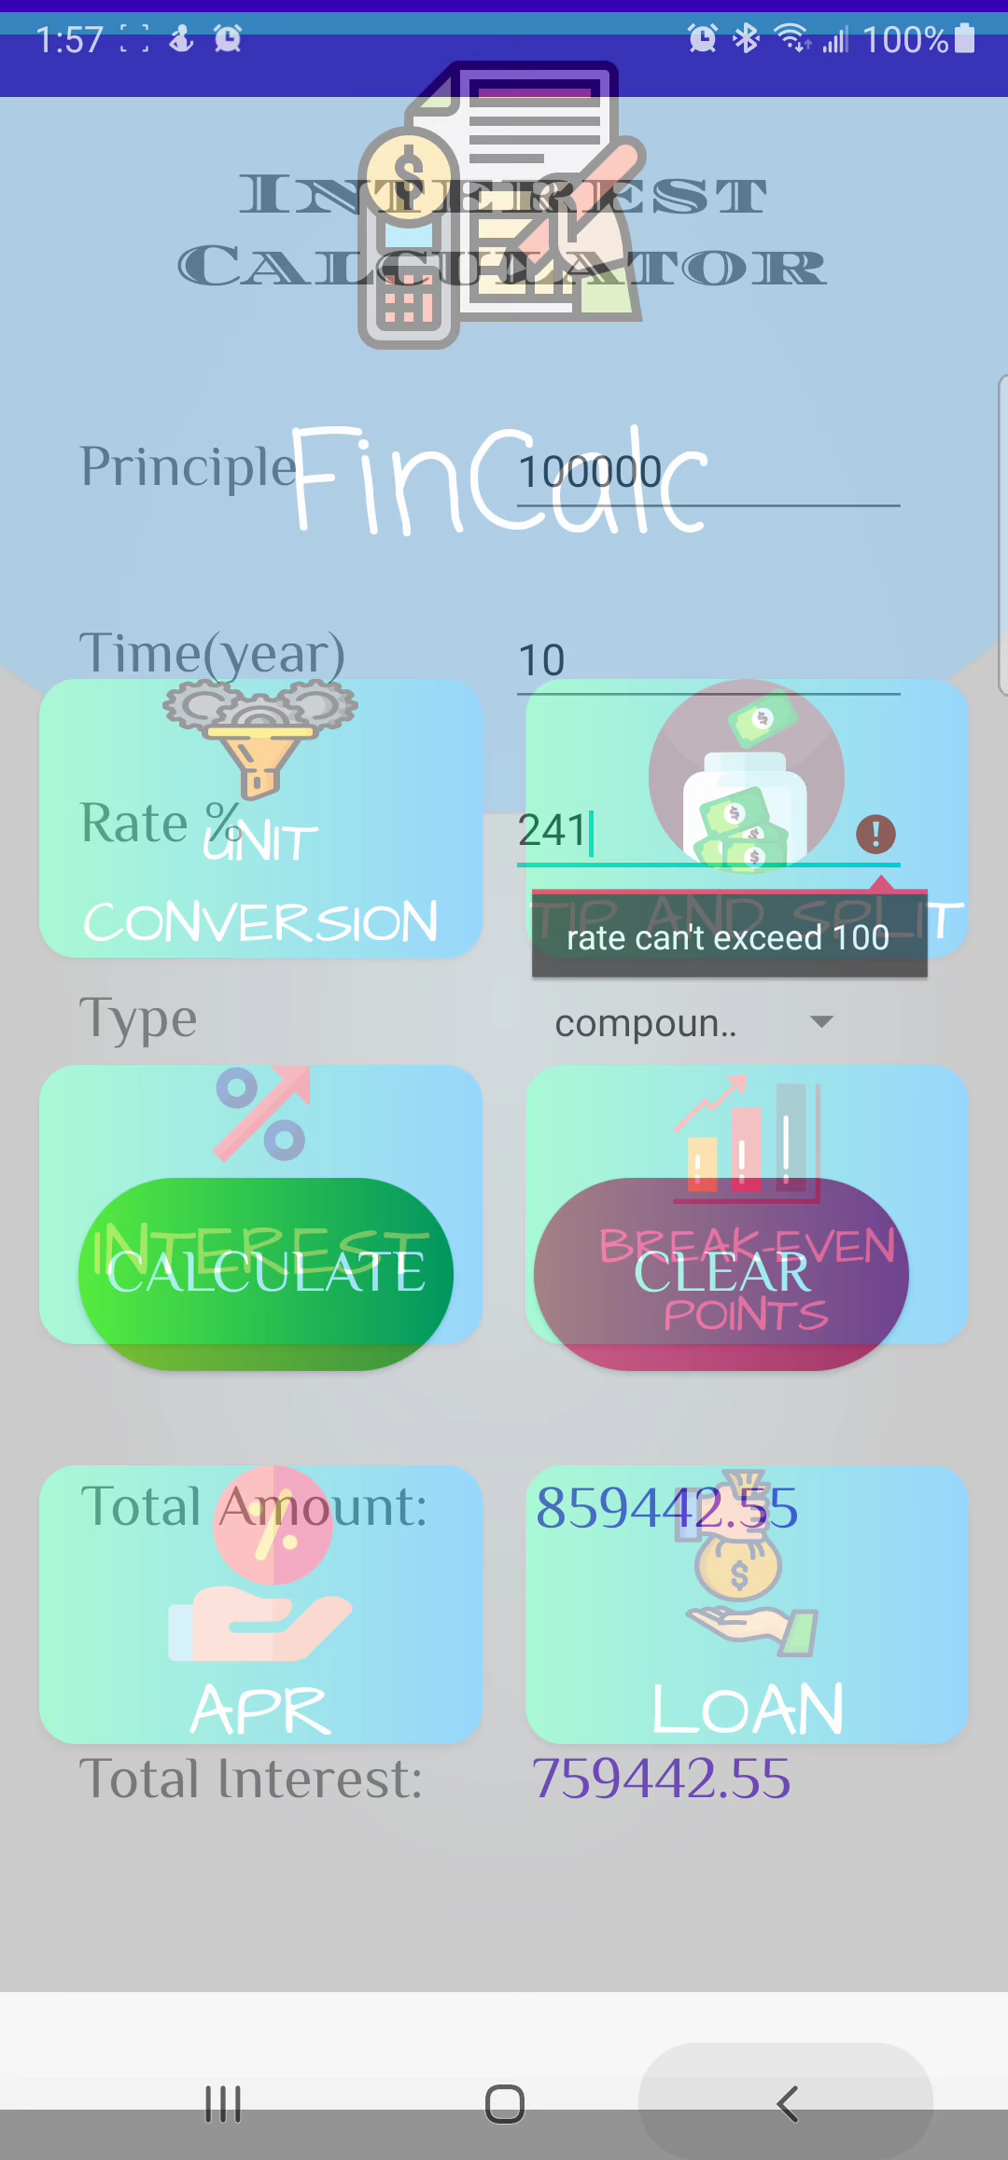 1:57
100%
INTEREST
CALCULATOR
FinCalc
Principle
100000
Time(year)
10
Rate %
241
UNIT
CONVERSION
TIP AND SPLIT
rate can't exceed 100
Type
compoun..
INTEREST
CALCULATE
BREAK-EVEN
POINTS
CLEAR
Total Amount:
859442.55
APR
LOAN
Total Interest:
759442.55